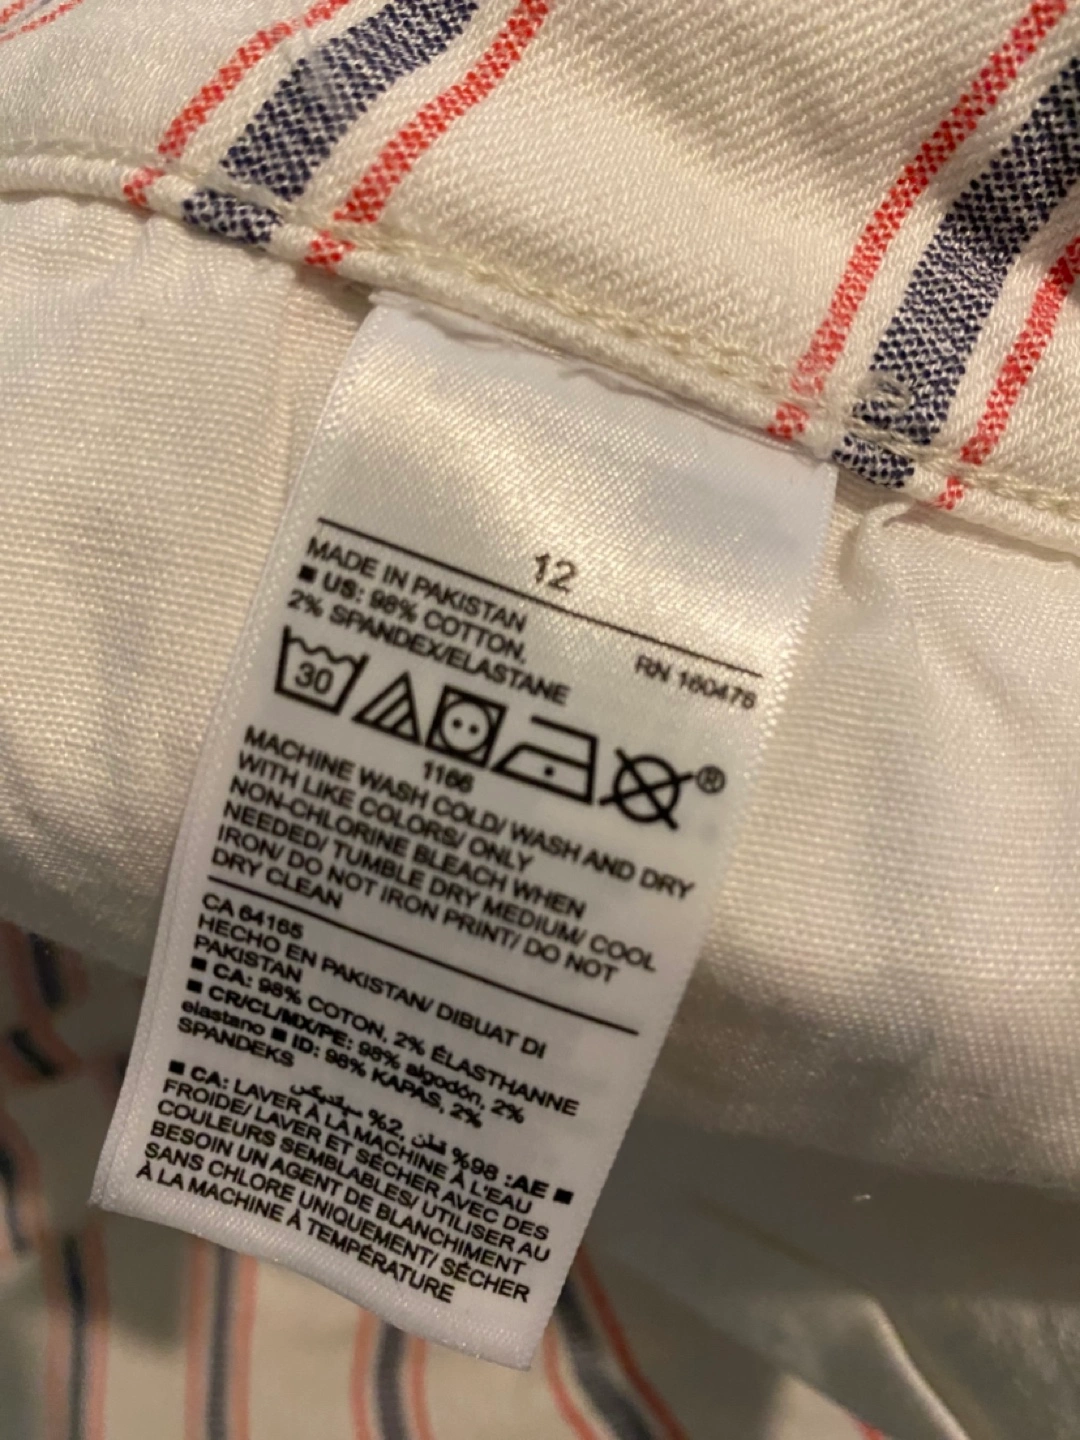 12
MADE IN PAKISTAN
RN 160476
■ US: 98% COTTON,
2% SPANDEX/ELASTANE
30
®
1166
MACHINE WASH COLD/ WASH AND DRY
WITH LIKE COLORS/ ONLY
NON-CHLORINE BLEACH WHEN
NEEDED/ TUMBLE DRY MEDIUM/ COOL
IRON/ DO NOT IRON PRINT/ DO NOT
DRY CLEAN
CA 64165
HECHO EN PAKISTAN/ DIBUAT DI
PAKISTAN
■ CA: 98% COTON, 2% ÉLASTHANNE
■ CR/CL/MX/PE: 98% algodón, 2%
elastano ■ ID: 98% KAPAS, 2%
SPANDEKS
■ AE: 98% قطن, 2% سباندكس
■ CA: LAVER À LA MACHINE À L'EAU
FROIDE/ LAVER ET SÉCHER AVEC DES
COULEURS SEMBLABLES/ UTILISER AU
BESOIN UN AGENT DE BLANCHIMENT
SANS CHLORE UNIQUEMENT/ SÉCHER
À LA MACHINE À TEMPÉRATURE